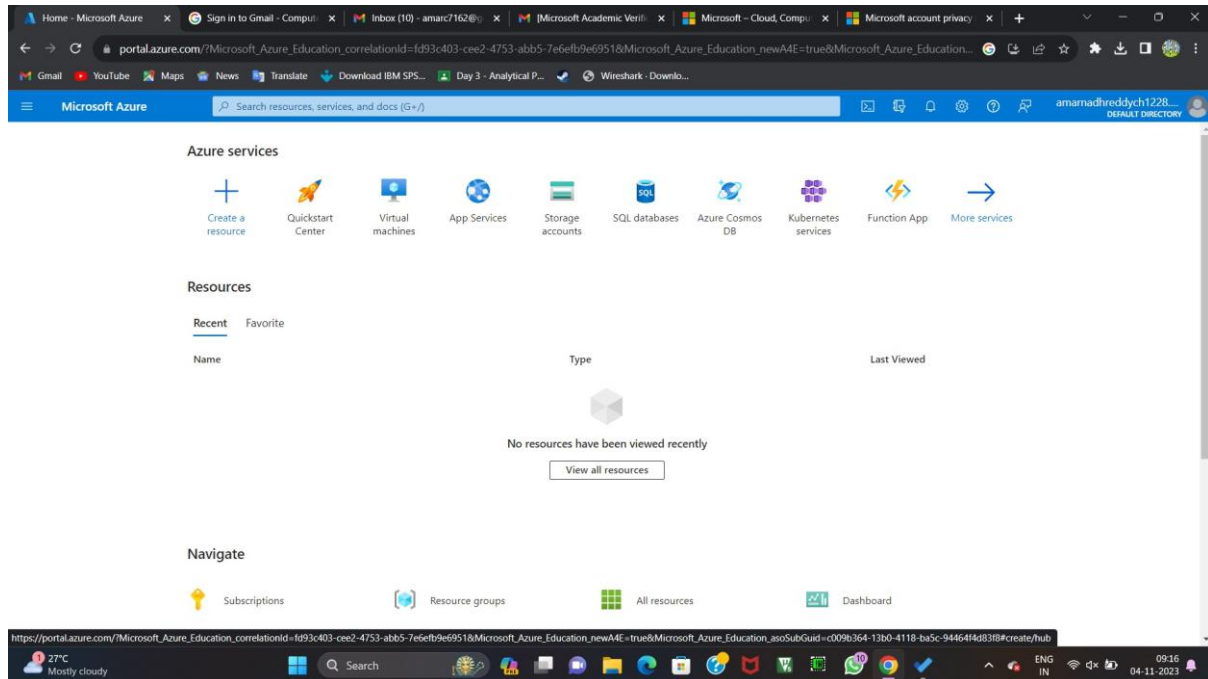 Home - Microsoft Azure
Sign in to Gmail - Comput
Inbox (10) - amarc7162@g
[Microsoft Academic Verifi
Microsoft – Cloud, Comput
Microsoft account privacy
portal.azure.com/?Microsoft_Azure_Education_correlationId=fd93c403-cee2-4753-abb5-7e6efb9e6951&Microsoft_Azure_Education_newA4E=true&Microsoft_Azure_Education...
Gmail
YouTube
Maps
News
Translate
Download IBM SPS...
Day 3 - Analytical P...
Wireshark · Downlo...
Microsoft Azure
Search resources, services, and docs (G+/)
amarnadhreddych1228....
DEFAULT DIRECTORY
Azure services
Create a resource
Quickstart Center
Virtual machines
App Services
Storage accounts
SQL
SQL databases
Azure Cosmos DB
Kubernetes services
Function App
More services
Resources
Recent Favorite
Name Type Last Viewed
No resources have been viewed recently
View all resources
Navigate
Subscriptions
Resource groups
All resources
Dashboard
https://portal.azure.com/?Microsoft_Azure_Education_correlationId=fd93c403-cee2-4753-abb5-7e6efb9e6951&Microsoft_Azure_Education_newA4E=true&Microsoft_Azure_Education_asoSubGuid=c009b364-13b0-4118-ba5c-94464f4d83f8#create/hub
1
27°C
Mostly cloudy
Search
10
ENG
IN
09:16
04-11-2023